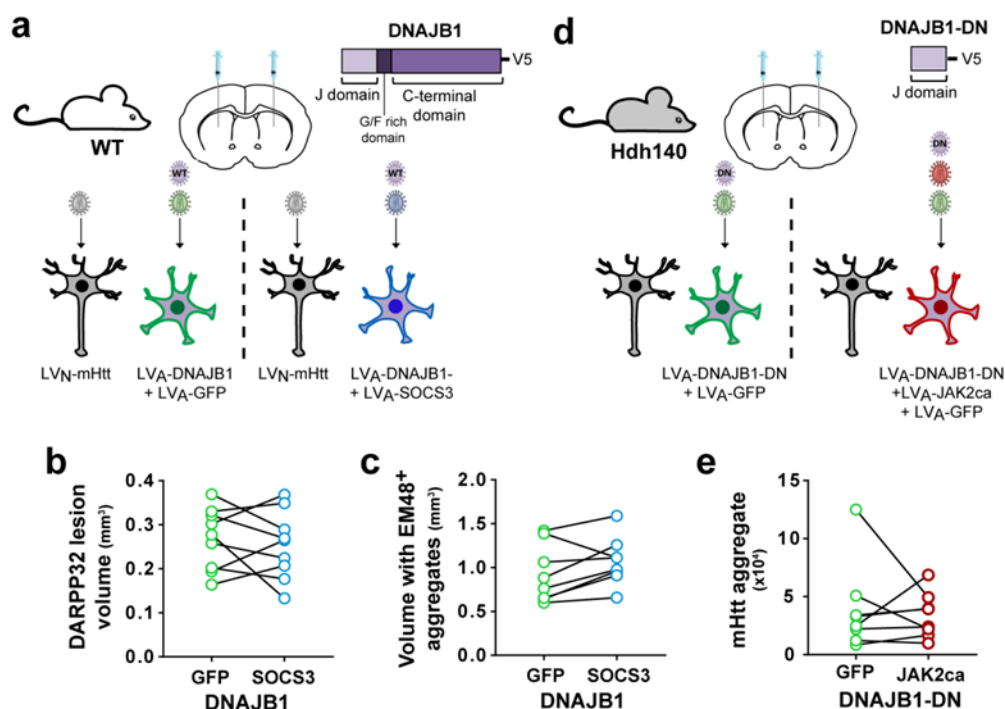 a
DNAJB1
V5
J domain
G/F rich
domain
C-terminal
domain
WT
WT
WT
LVN-mHtt
LVA-DNAJB1
+ LVA-GFP
LVN-mHtt
LVA-DNAJB1-
+ LVA-SOCS3
d
DNAJB1-DN
V5
J domain
Hdh140
DN
DN
LVA-DNAJB1-DN
+ LVA-GFP
LVA-DNAJB1-DN
+LVA-JAK2ca
+ LVA-GFP
b
DARPP32 lesion
volume (mm³)
0.4
0.3
0.2
0.1
0.0
GFP SOCS3
DNAJB1
c
Volume with EM48⁺
aggregates (mm³)
2.0
1.5
1.0
0.5
0.0
GFP SOCS3
DNAJB1
e
mHtt aggregate
(x10⁴)
15
10
5
0
GFP JAK2ca
DNAJB1-DN